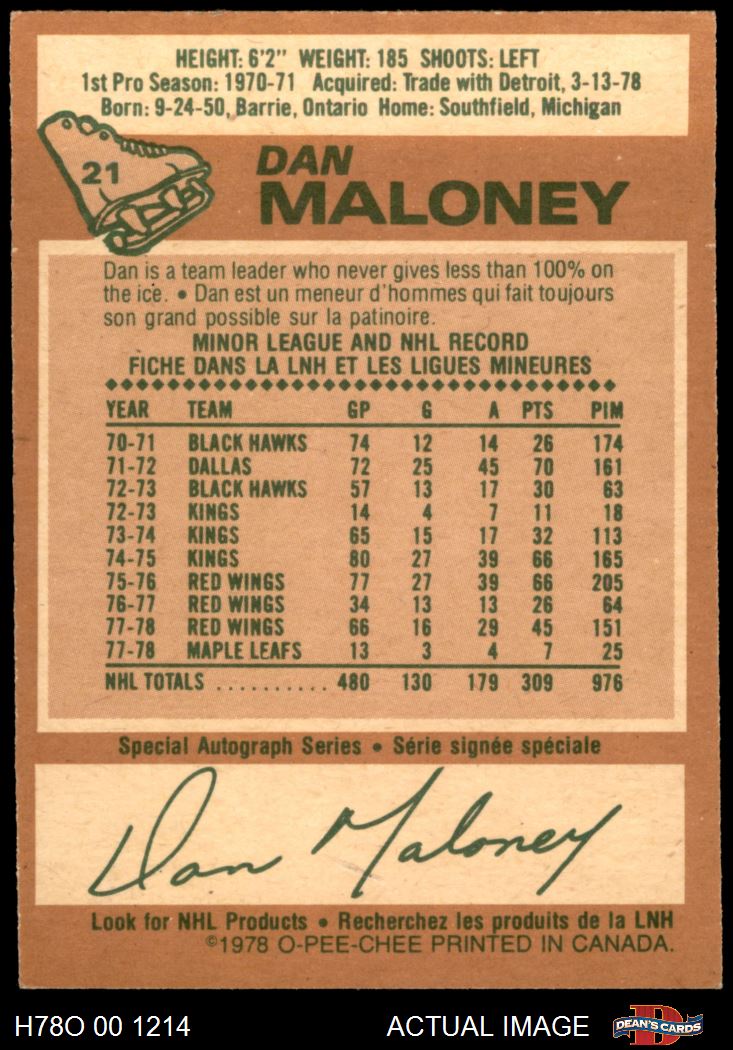 HEIGHT: 6'2" WEIGHT: 185 SHOOTS: LEFT
1st Pro Season: 1970-71 Acquired: Trade with Detroit, 3-13-78
Born: 9-24-50, Barrie, Ontario Home: Southfield, Michigan
21
DAN
MALONEY
Dan is a team leader who never gives less than 100% on
the ice. • Dan est un meneur d'hommes qui fait toujours
son grand possible sur la patinoire.
MINOR LEAGUE AND NHL RECORD
FICHE DANS LA LNH ET LES LIGUES MINEURES
YEAR TEAM GP G A PTS PIM
70-71 BLACK HAWKS 74 12 14 26 174
71-72 DALLAS 72 25 45 70 161
72-73 BLACK HAWKS 57 13 17 30 63
72-73 KINGS 14 4 7 11 18
73-74 KINGS 65 15 17 32 113
74-75 KINGS 80 27 39 66 165
75-76 RED WINGS 77 27 39 66 205
76-77 RED WINGS 34 13 13 26 64
77-78 RED WINGS 66 16 29 45 151
77-78 MAPLE LEAFS 13 3 4 7 25
NHL TOTALS .......... 480 130 179 309 976
Special Autograph Series • Série signée spéciale
Dan Maloney
Look for NHL Products • Recherchez les produits de la LNH
©1978 O-PEE-CHEE PRINTED IN CANADA.
H78O 00 1214 ACTUAL IMAGE DEAN'S CARDS